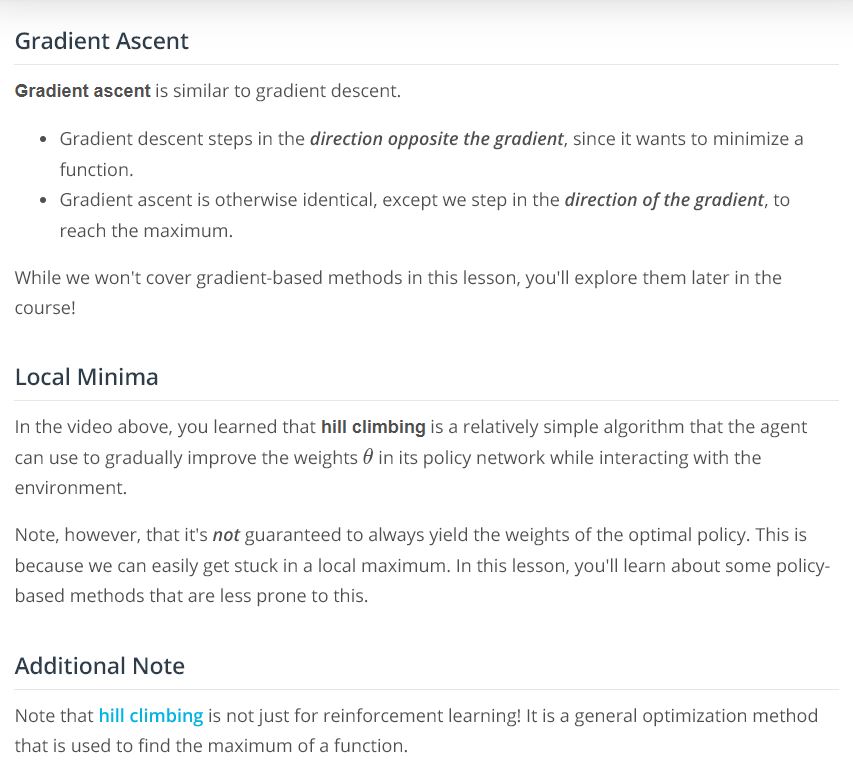 Gradient Ascent
Gradient ascent is similar to gradient descent.
• Gradient descent steps in the direction opposite the gradient, since it wants to minimize a
function.
• Gradient ascent is otherwise identical, except we step in the direction of the gradient, to
reach the maximum.
While we won't cover gradient-based methods in this lesson, you'll explore them later in the
course!
Local Minima
In the video above, you learned that hill climbing is a relatively simple algorithm that the agent
can use to gradually improve the weights θ in its policy network while interacting with the
environment.
Note, however, that it's not guaranteed to always yield the weights of the optimal policy. This is
because we can easily get stuck in a local maximum. In this lesson, you'll learn about some policy-
based methods that are less prone to this.
Additional Note
Note that hill climbing is not just for reinforcement learning! It is a general optimization method
that is used to find the maximum of a function.